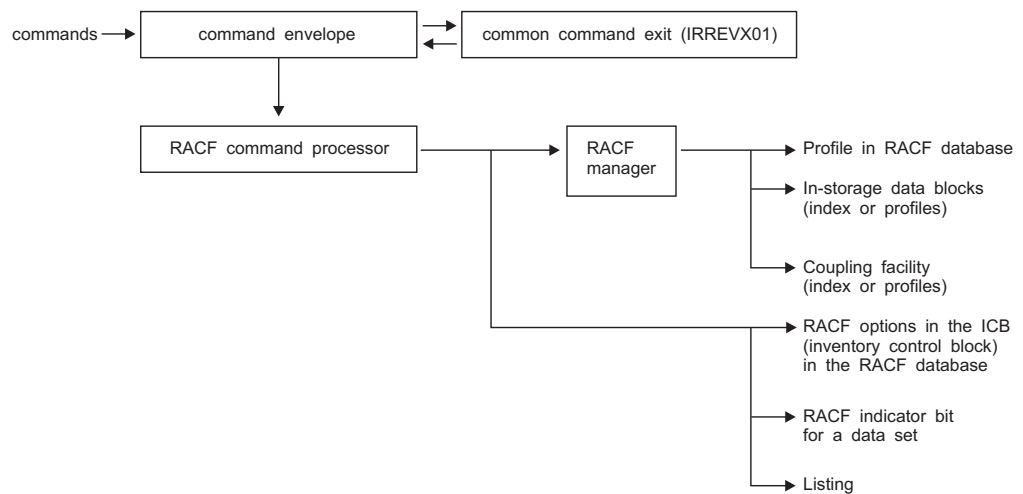 commands
command envelope
common command exit (IRREVX01)
RACF command processor
RACF
manager
Profile in RACF database
In-storage data blocks
(index or profiles)
Coupling facility
(index or profiles)
RACF options in the ICB
(inventory control block)
in the RACF database
RACF indicator bit
for a data set
Listing